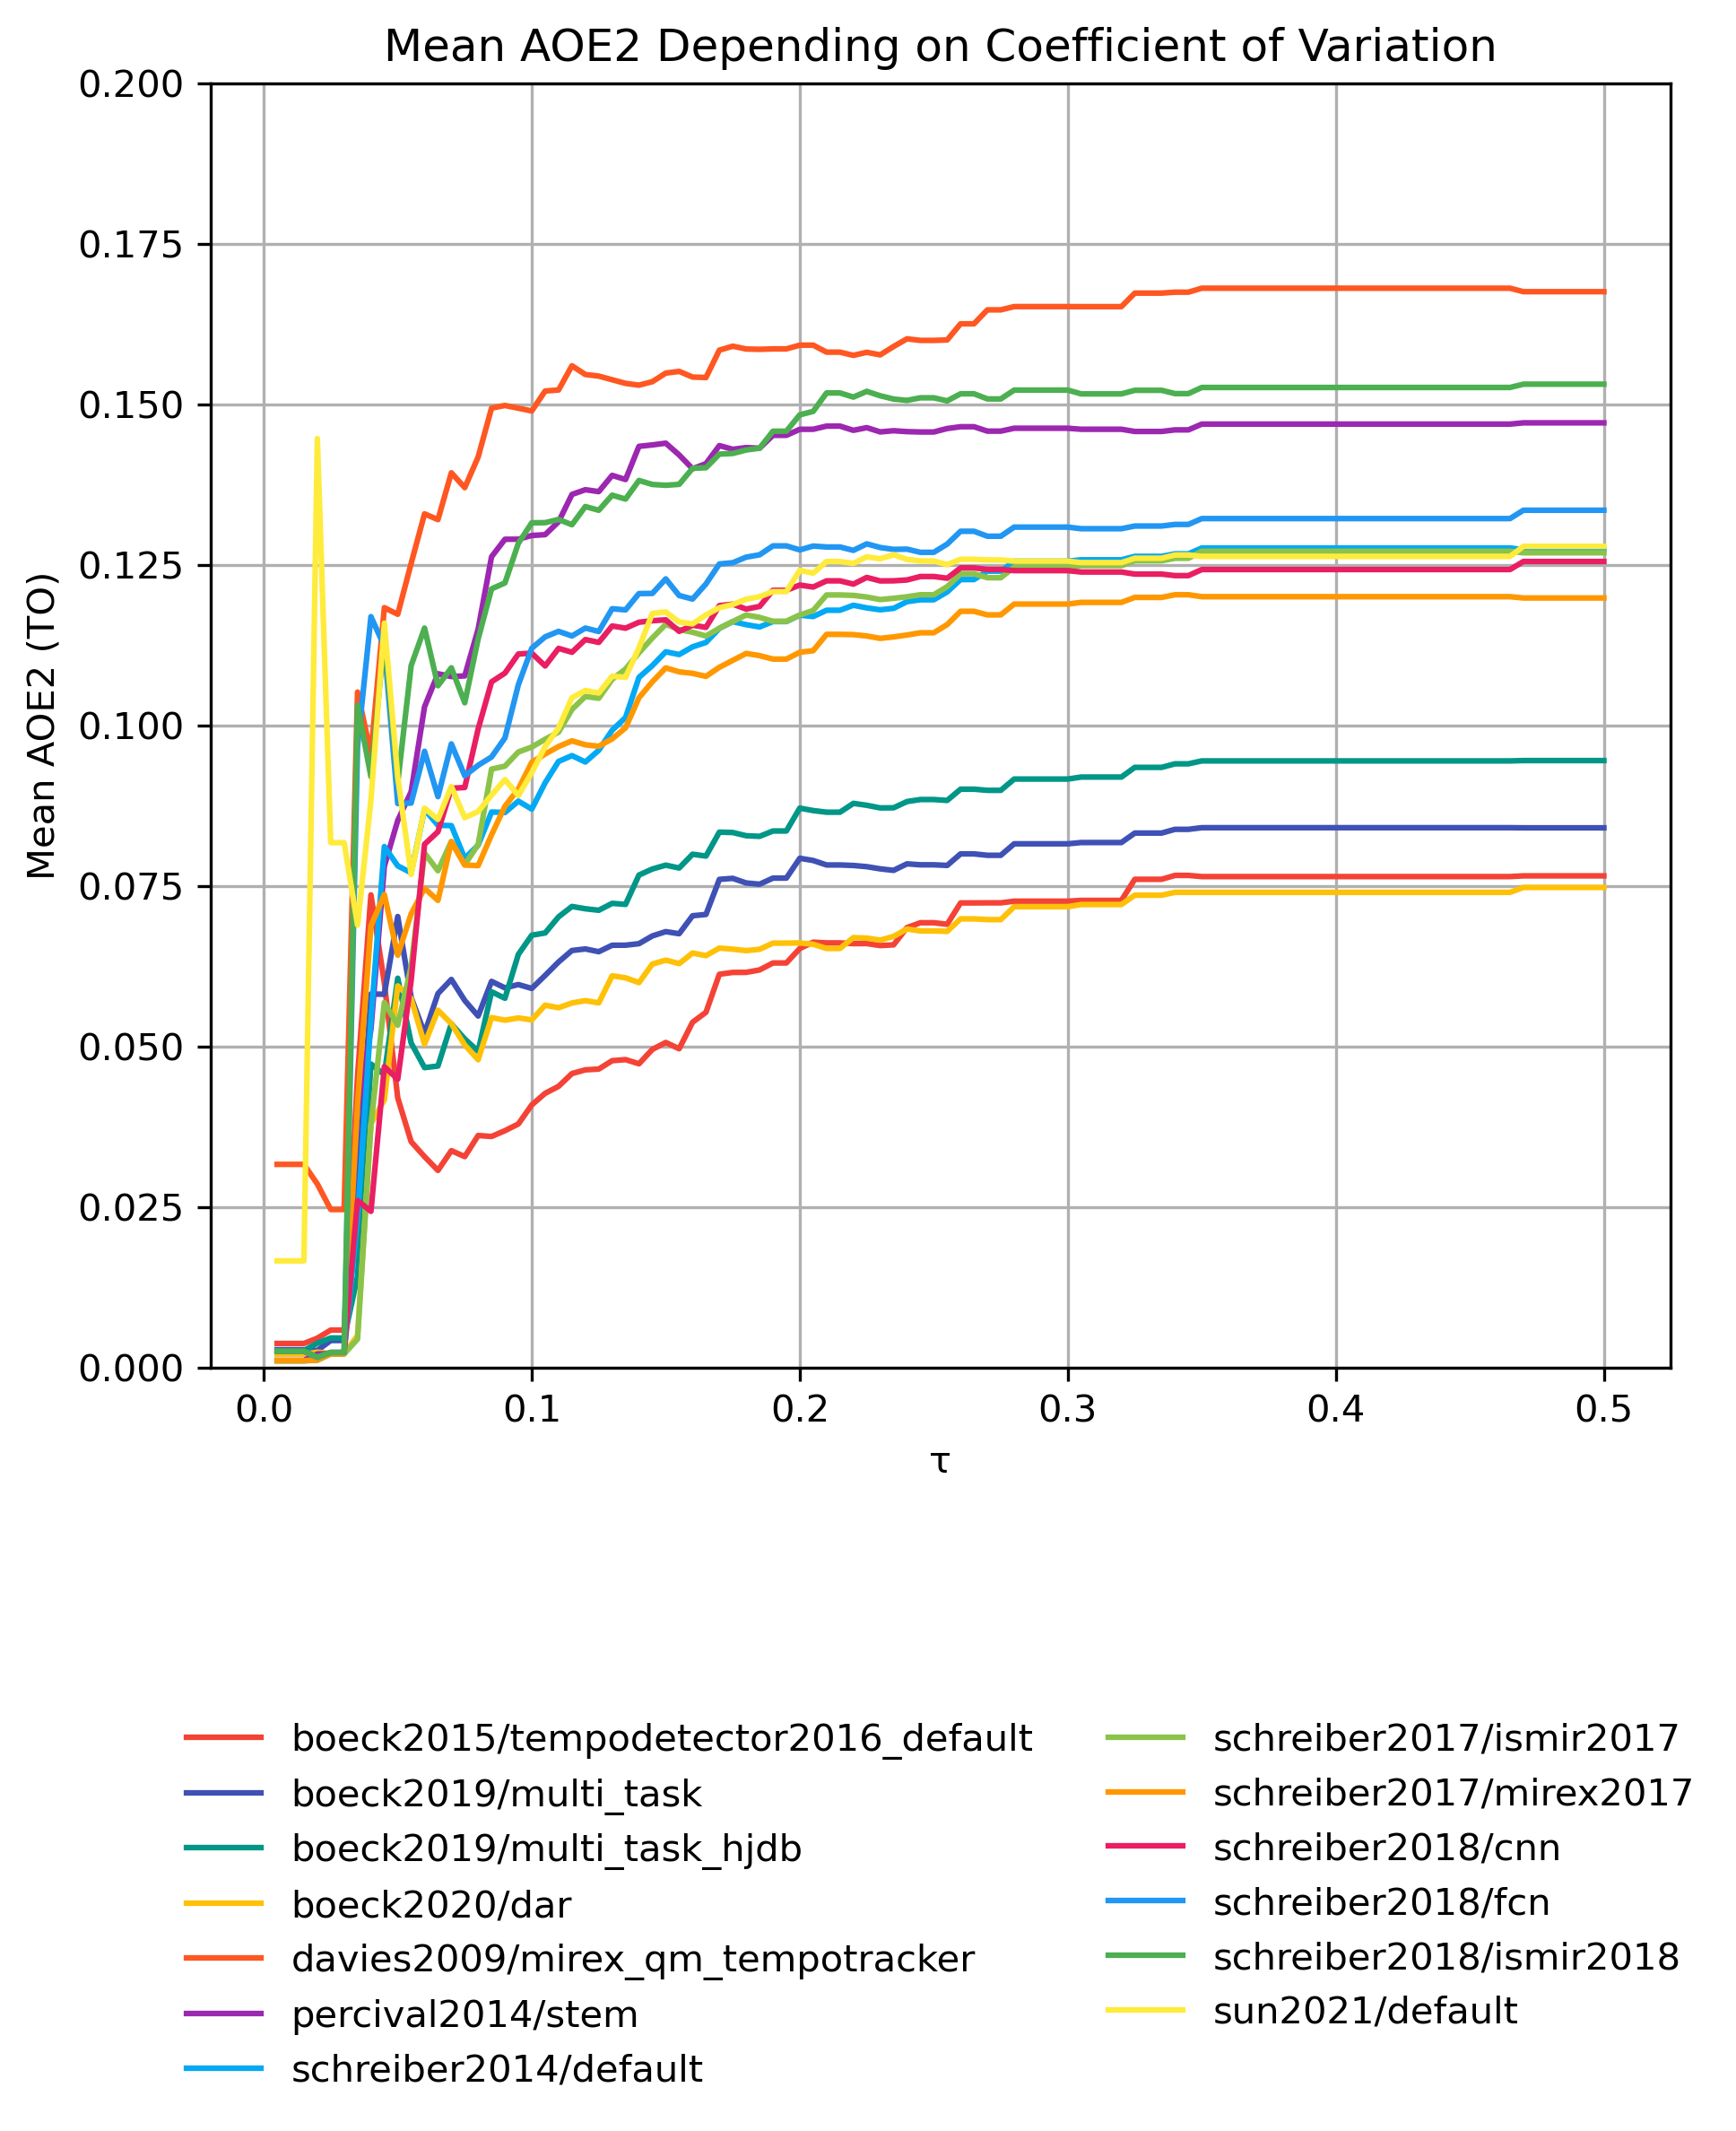 Mean AOE2 Depending on Coefficient of Variation
0.200
0.175
0.150
0.125
0.100
0.075
0.050
0.025
0.000
Mean AOE2 (TO)
0.0 0.1 0.2 0.3 0.4 0.5
τ
boeck2015/tempodetector2016_default
boeck2019/multi_task
boeck2019/multi_task_hjdb
boeck2020/dar
davies2009/mirex_qm_tempotracker
percival2014/stem
schreiber2014/default
schreiber2017/ismir2017
schreiber2017/mirex2017
schreiber2018/cnn
schreiber2018/fcn
schreiber2018/ismir2018
sun2021/default